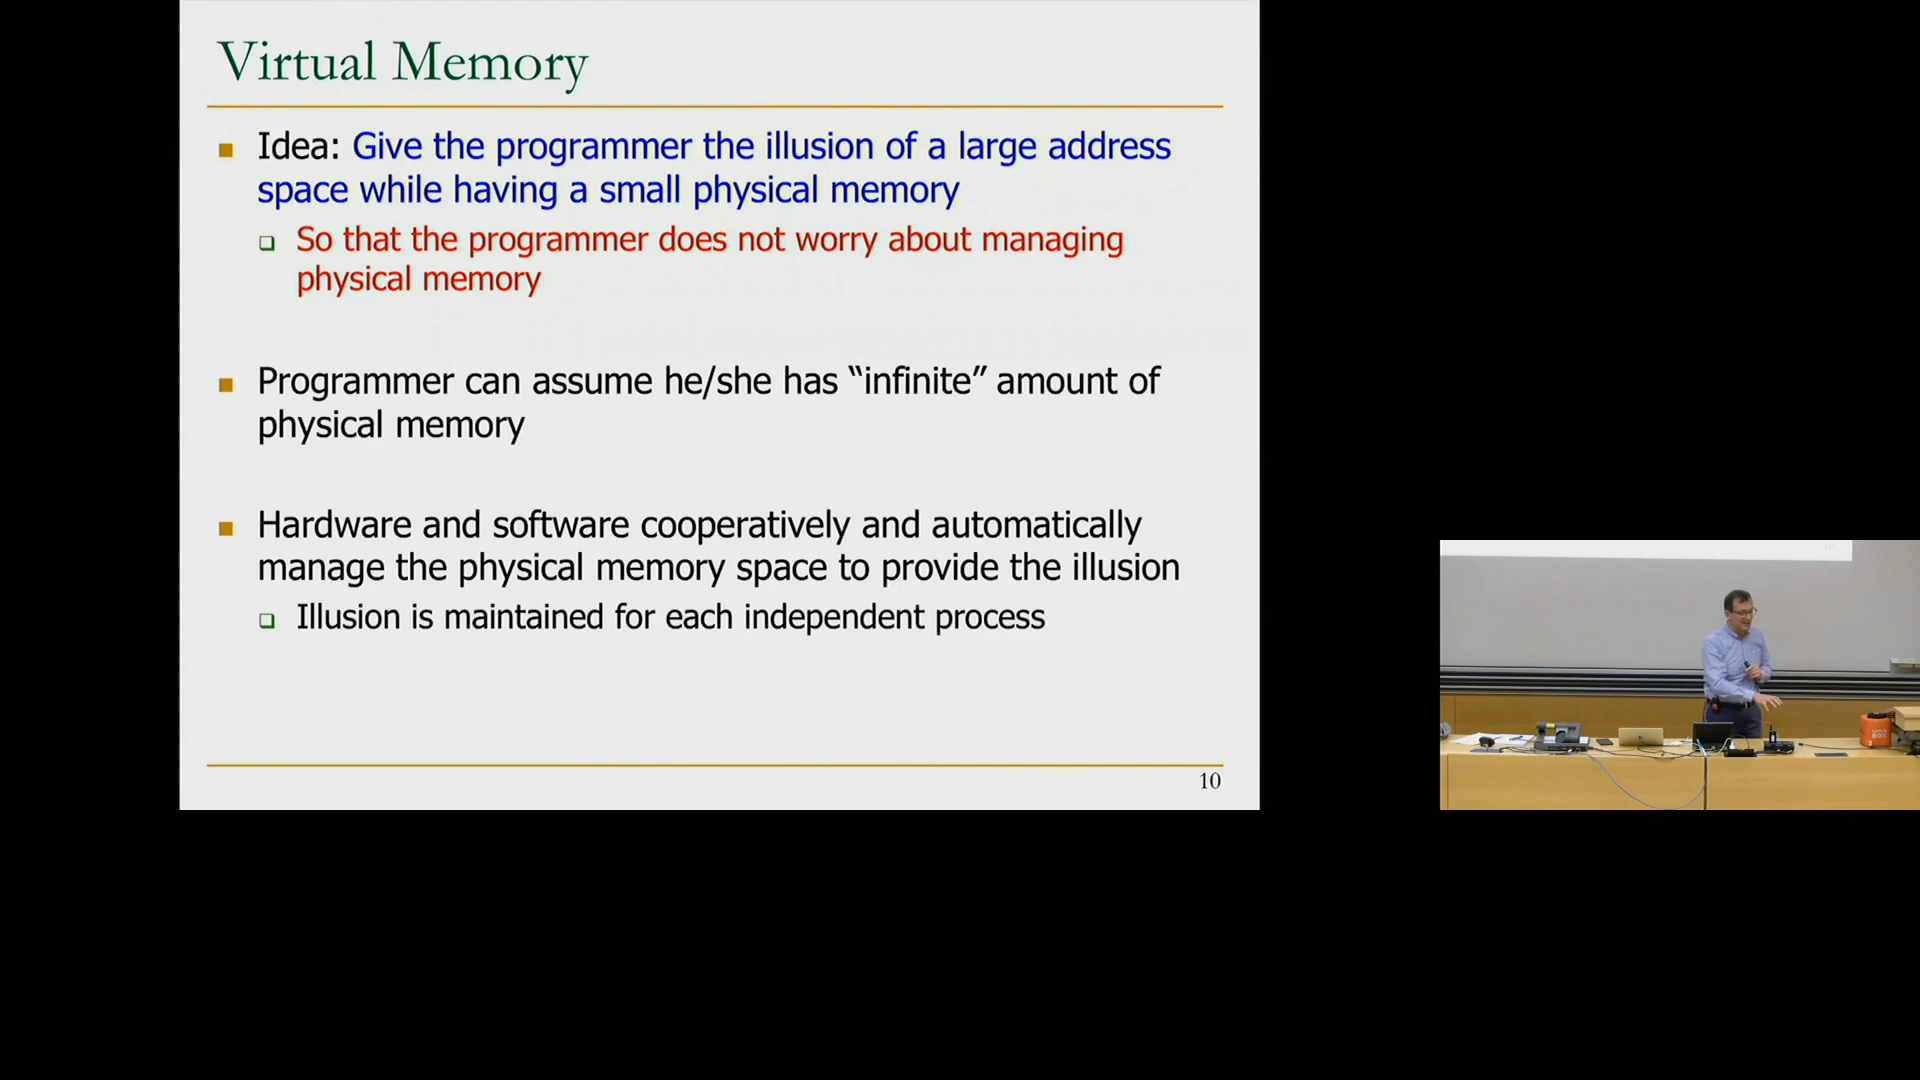 Virtual Memory
Idea: Give the programmer the illusion of a large address
space while having a small physical memory
So that the programmer does not worry about managing
physical memory
Programmer can assume he/she has “infinite” amount of
physical memory
Hardware and software cooperatively and automatically
manage the physical memory space to provide the illusion
Illusion is maintained for each independent process
10